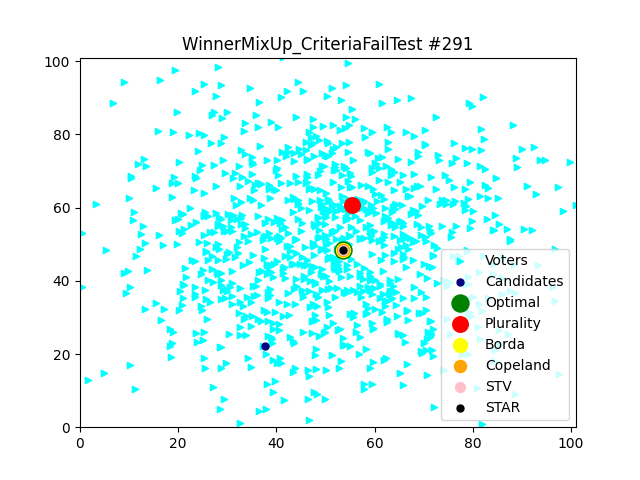 WinnerMixUp_CriteriaFailTest #291
100
80
60
40
20
0
0
20
40
60
80
100
Voters
Candidates
Optimal
Plurality
Borda
Copeland
STV
STAR